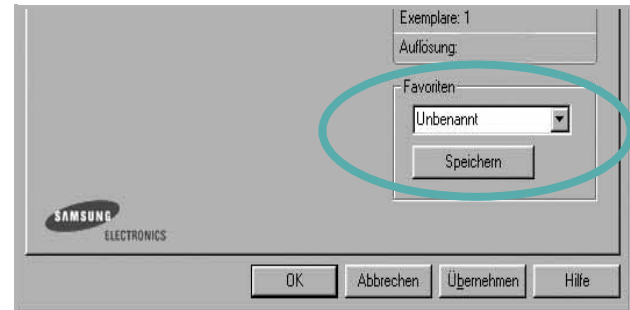 Exemplare: 1
Auflösung:
Favoriten
Unbenannt
Speichern
SAMSUNG
ELECTRONICS
OK Abbrechen Übernehmen Hilfe